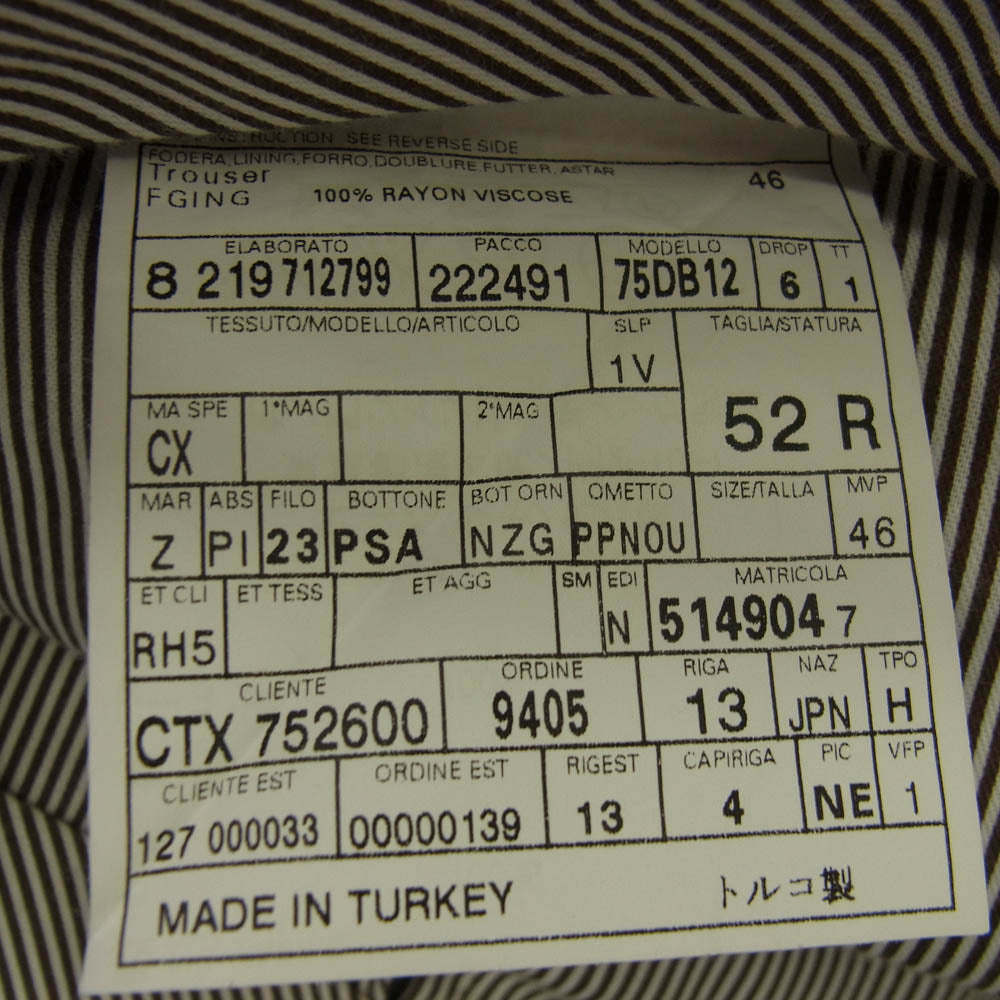 SEE REVERSE SIDE
FODERA,LINING,FORRO,DOUBLURE.FUTTER,ASTAR
Trouser 46
FGING 100% RAYON VISCOSE
ELABORATO PACCO MODELLO DROP TT
8 219 712799 222491 75DB12 6 1
TESSUTO/MODELLO/ARTICOLO SLP TAGLIA/STATURA
1V
MA SPE 1°MAG 2°MAG
CX 52 R
MAR ABS FILO BOTTONE BOT ORN OMETTO SIZE/TALLA MVP
Z PI 23 PSA NZG PPNOU 46
ET CLI ET TESS ET AGG SM EDI MATRICOLA
RH5 N 514904 7
CLIENTE ORDINE RIGA NAZ TPO
CTX 752600 9405 13 JPN H
CLIENTE EST ORDINE EST RIGEST CAPIRIGA PIC VFP
127 000033 00000139 13 4 NE 1
MADE IN TURKEY トルコ製